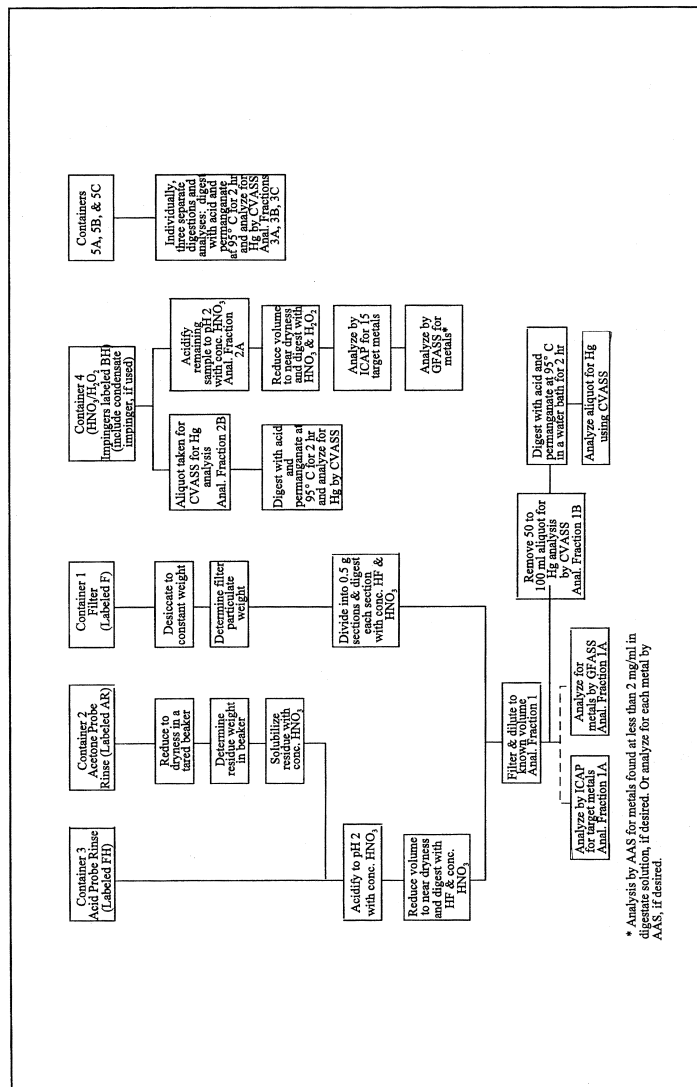 Container 3
Acid Probe Rinse
(Labeled FH)
Acidify to pH 2
with conc. HNO₃
Reduce volume
to near dryness
and digest with
HF & conc.
HNO₃
Container 2
Acetone Probe
Rinse (Labeled AR)
Reduce to
dryness in a
tared beaker
Determine
residue weight
in beaker
Solubilize
residue with
conc. HNO₃
Container 1
Filter
(Labeled F)
Desiccate to
constant weight
Determine filter
particulate
weight
Divide into 0.5 g
sections & digest
each section
with conc. HF &
HNO₃
Filter & dilute to
known volume
Anal. Fraction 1
Analyze by ICAP
for target metals
Anal. Fraction 1A
Analyze for
metals by GFASS
Anal. Fraction 1A
Remove 50 to
100 ml aliquot for
Hg analysis
by CVASS
Anal. Fraction 1B
Digest with acid and
permanganate at 95° C
in a water bath for 2 hr
Analyze aliquot for Hg
using CVASS
Container 4
(HNO₃/H₂O₂)
Impingers labeled BH
(include condensate
impinger, if used)
Aliquot taken for
CVASS for Hg
analysis
Anal. Fraction 2B
Digest with acid
and
permanganate at
95° C for 2 hr
and analyze for
Hg by CVASS
Acidify
remaining
sample to pH 2
with conc. HNO₃
Anal. Fraction
2A
Reduce volume
to near dryness
and digest with
HNO₃ & H₂O₂
Analyze by
ICAP for 15
target metals
Analyze by
GFASS for
metals*
Containers
5A, 5B, & 5C
Individually,
three separate
digestions and
analyses: digest
with acid and
permanganate
at 95° C for 2 hr
and analyze for
Hg by CVASS
Anal. Fractions
3A, 3B, 3C
* Analysis by AAS for metals found at less than 2 mg/ml in
digestate solution, if desired. Or analyze for each metal by
AAS, if desired.